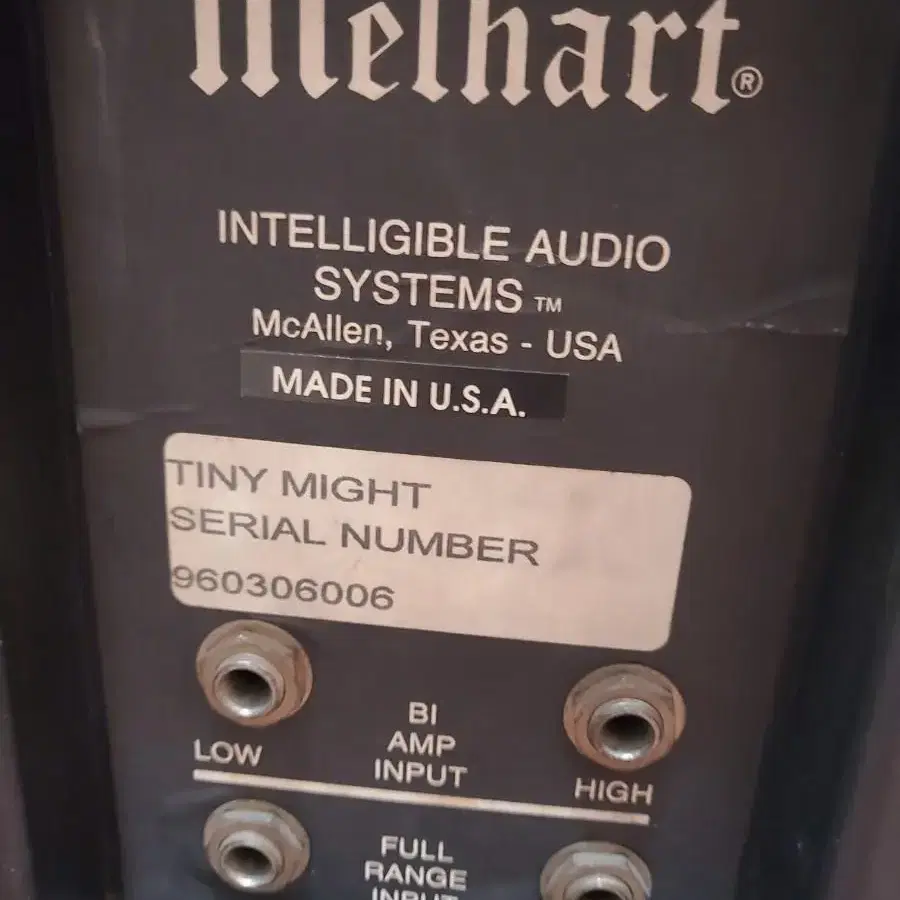 Melhart®
INTELLIGIBLE AUDIO
SYSTEMS ™
McAllen, Texas - USA
MADE IN U.S.A.
TINY MIGHT
SERIAL NUMBER
960306006
BI
AMP
INPUT
LOW
HIGH
FULL
RANGE
INPUT